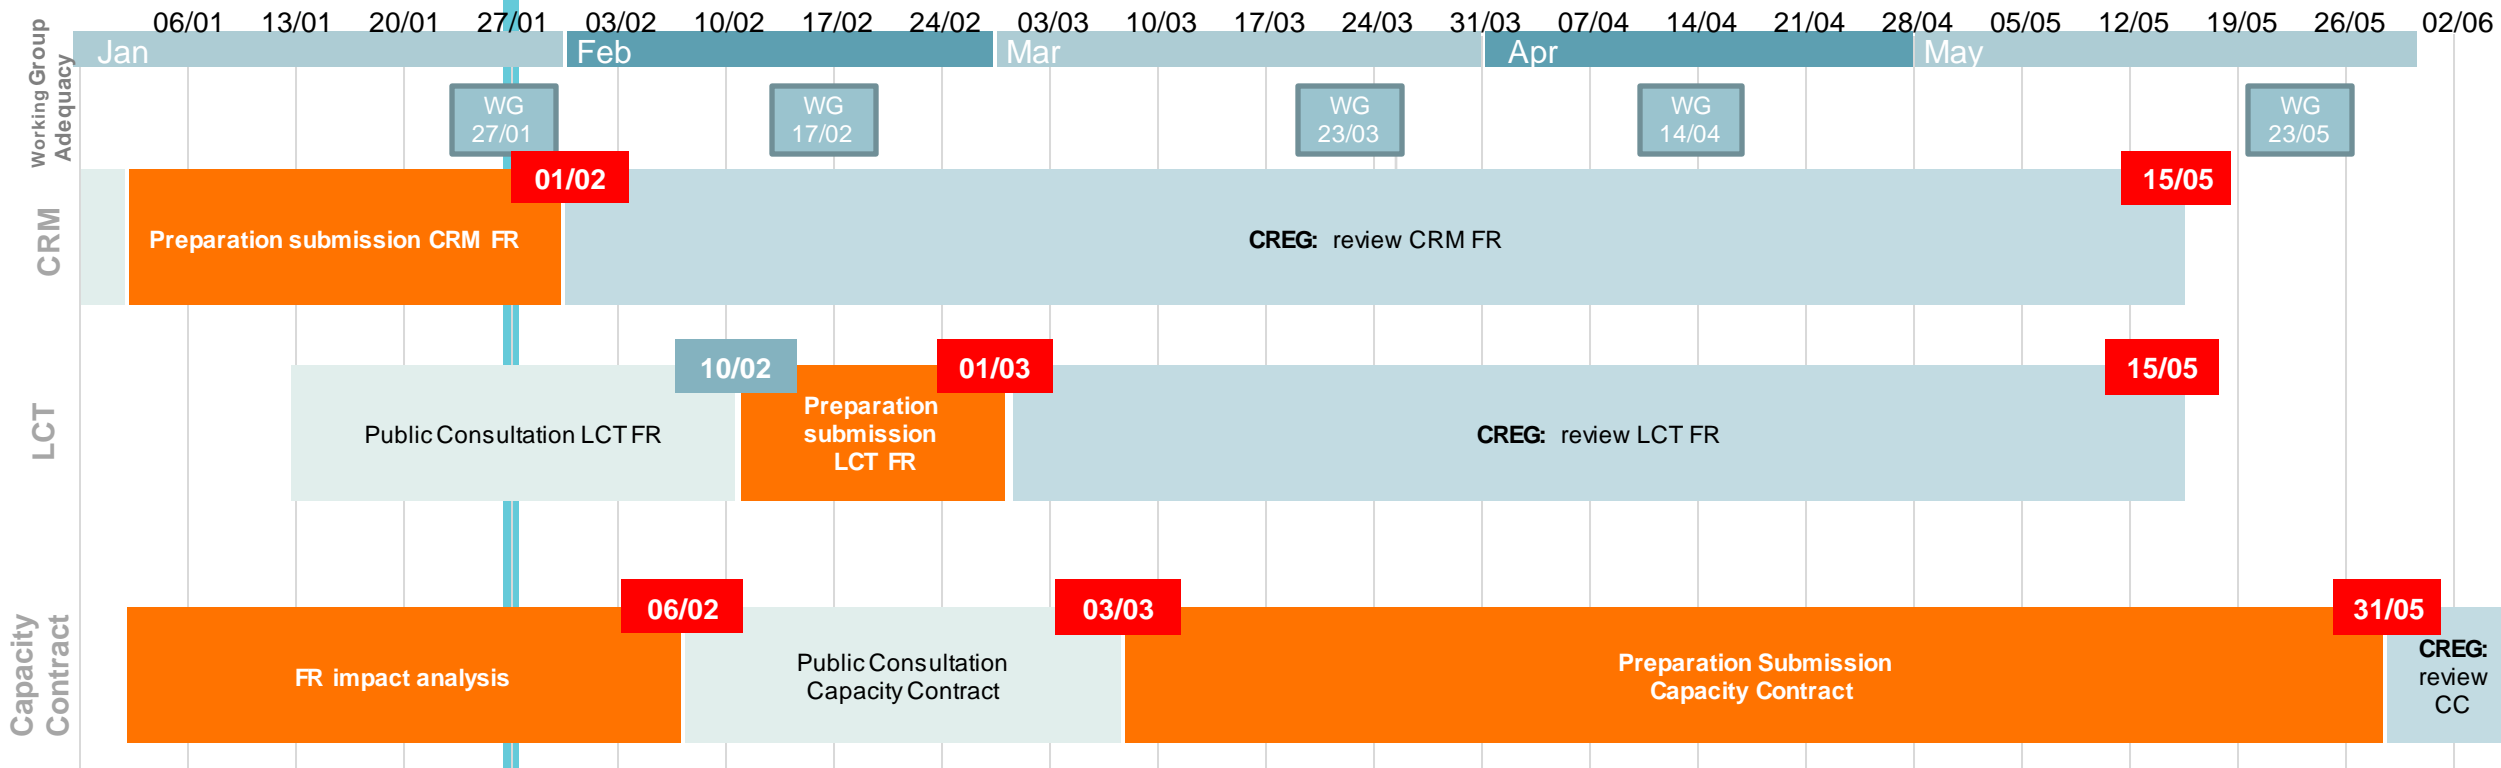 06/01 13/01 20/01 27/01 03/02 10/02 17/02 24/02 03/03 10/03 17/03 24/03 31/03 07/04 14/04 21/04 28/04 05/05 12/05 19/05 26/05 02/06
Jan Feb Mar Apr May
Working Group
Adequacy
WG
27/01
WG
17/02
WG
23/03
WG
14/04
WG
23/05
CRM
01/02
15/05
Preparation submission CRM FR
CREG: review CRM FR
LCT
10/02
01/03
15/05
Public Consultation LCT FR
Preparation
submission
LCT FR
CREG: review LCT FR
Capacity
Contract
06/02
03/03
31/05
FR impact analysis
Public Consultation
Capacity Contract
Preparation Submission
Capacity Contract
CREG:
review
CC